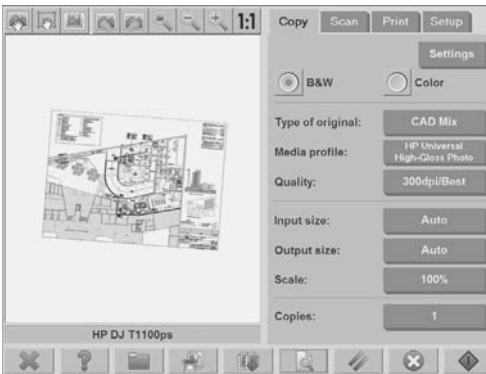 1:1
Copy Scan Print Setup
Settings
B&W Color
Type of original: CAD Mix
Media profile: HP Universal
High-Gloss Photo
Quality: 300dpi/Best
Input size: Auto
Output size: Auto
Scale: 100%
Copies: 1
HP DJ T1100ps